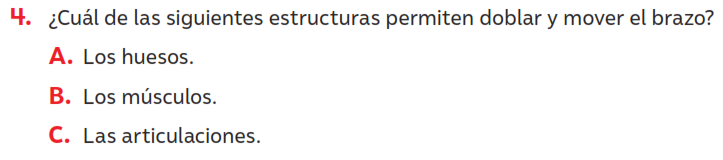 4. ¿Cuál de las siguientes estructuras permiten doblar y mover el brazo?
A. Los huesos.
B. Los músculos.
C. Las articulaciones.